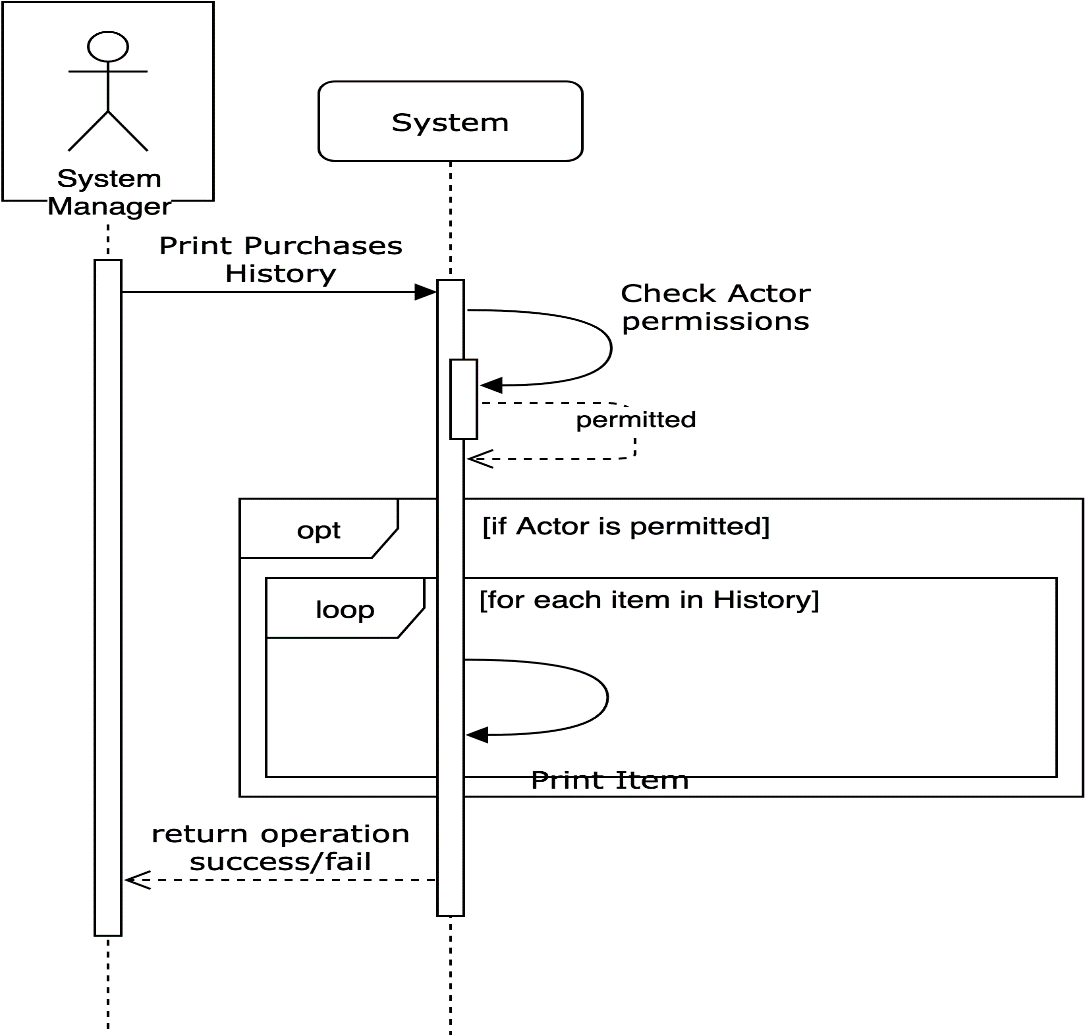 System
Manager
System
Print Purchases
History
Check Actor
permissions
permitted
opt
[if Actor is permitted]
loop
[for each item in History]
Print Item
return operation
success/fail